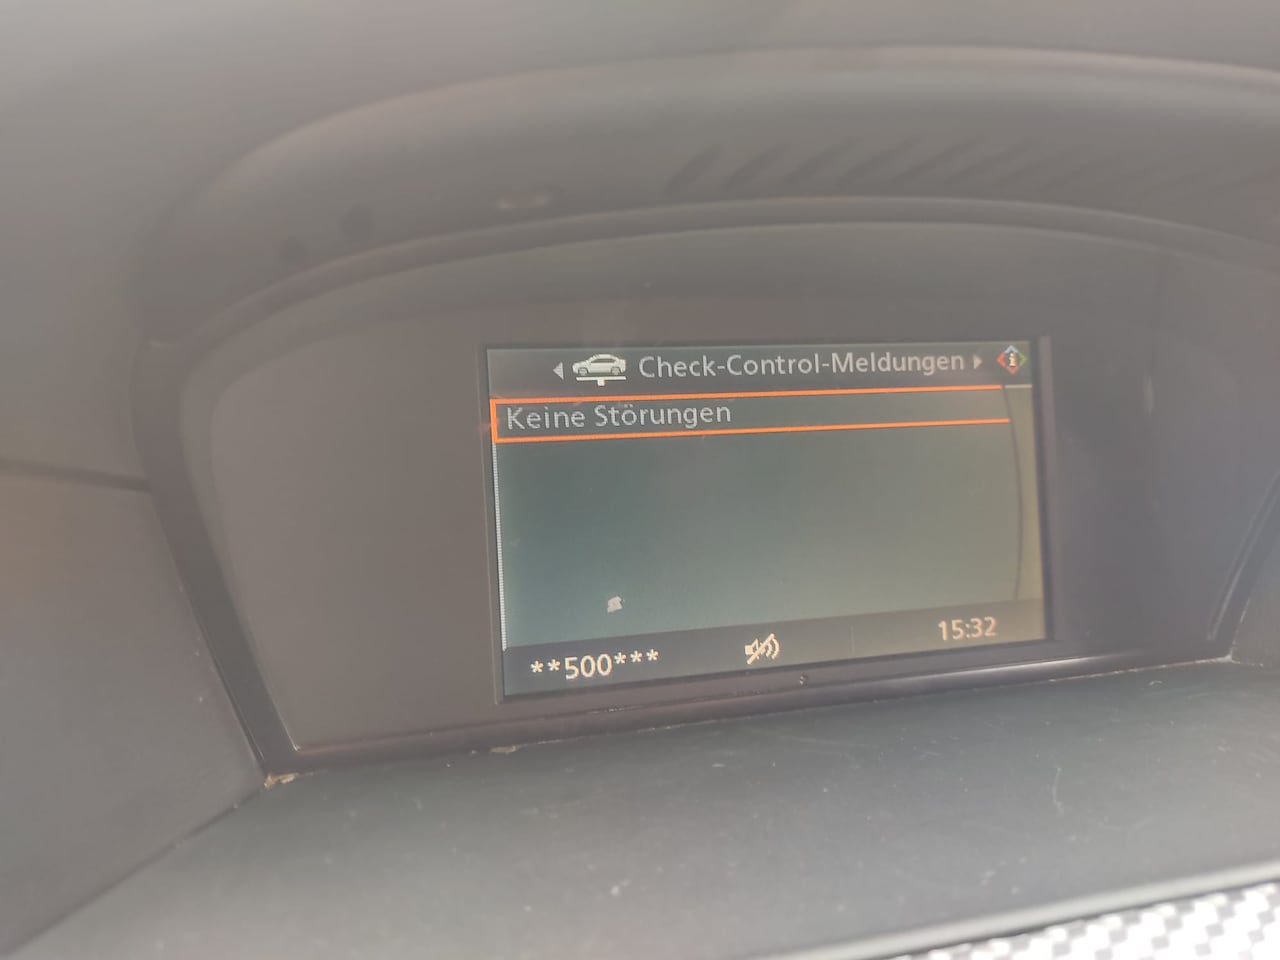 Check-Control-Meldungen
Keine Störungen
**500***
15:32